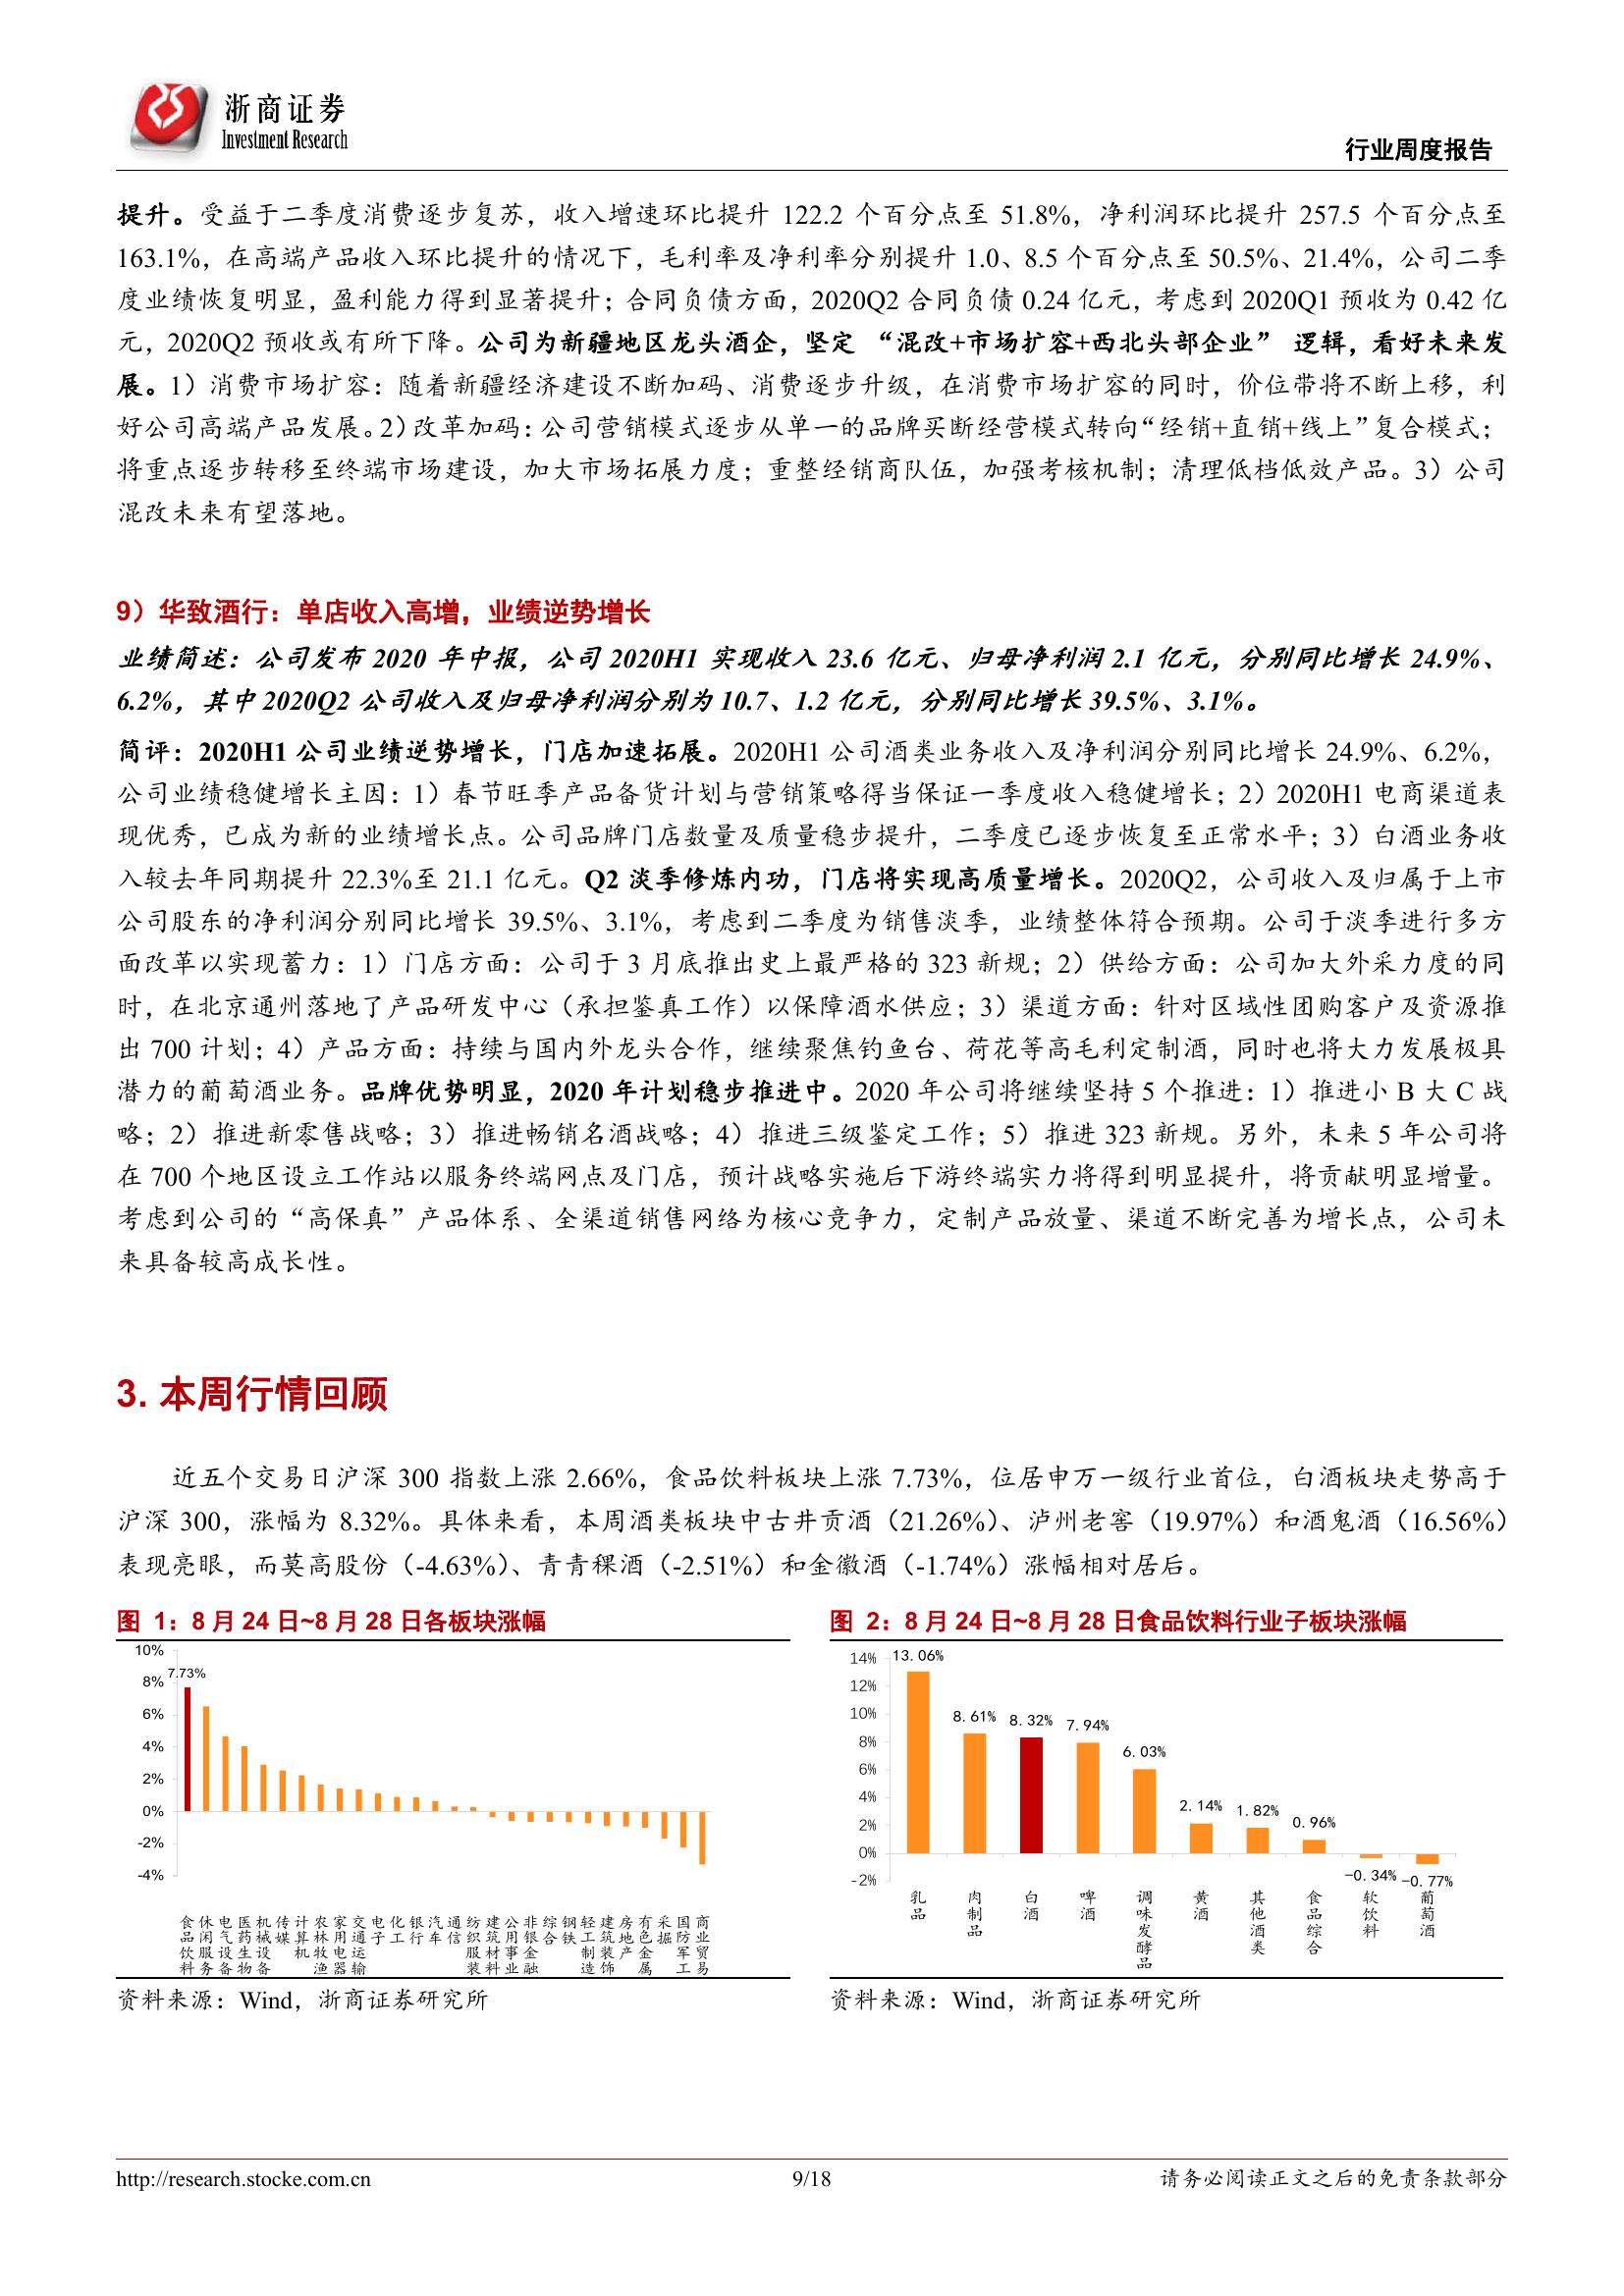 浙商证券
Investment Research
行业周度报告
提升。受益于二季度消费逐步复苏，收入增速环比提升 122.2 个百分点至 51.8%，净利润环比提升 257.5 个百分点至
163.1%，在高端产品收入环比提升的情况下，毛利率及净利率分别提升 1.0、8.5 个百分点至 50.5%、21.4%，公司二季
度业绩恢复明显，盈利能力得到显著提升；合同负债方面，2020Q2 合同负债 0.24 亿元，考虑到 2020Q1 预收为 0.42 亿
元，2020Q2 预收或有所下降。公司为新疆地区龙头酒企，坚定 “混改+市场扩容+西北头部企业” 逻辑，看好未来发
展。1）消费市场扩容：随着新疆经济建设不断加码、消费逐步升级，在消费市场扩容的同时，价位带将不断上移，利
好公司高端产品发展。2）改革加码：公司营销模式逐步从单一的品牌买断经营模式转向“经销+直销+线上”复合模式；
将重点逐步转移至终端市场建设，加大市场拓展力度；重整经销商队伍，加强考核机制；清理低档低效产品。3）公司
混改未来有望落地。
9）华致酒行：单店收入高增，业绩逆势增长
业绩简述：公司发布 2020 年中报，公司 2020H1 实现收入 23.6 亿元、归母净利润 2.1 亿元，分别同比增长 24.9%、
6.2%，其中 2020Q2 公司收入及归母净利润分别为 10.7、1.2 亿元，分别同比增长 39.5%、3.1%。
简评：2020H1 公司业绩逆势增长，门店加速拓展。2020H1 公司酒类业务收入及净利润分别同比增长 24.9%、6.2%，
公司业绩稳健增长主因：1）春节旺季产品备货计划与营销策略得当保证一季度收入稳健增长；2）2020H1 电商渠道表
现优秀，已成为新的业绩增长点。公司品牌门店数量及质量稳步提升，二季度已逐步恢复至正常水平；3）白酒业务收
入较去年同期提升 22.3%至 21.1 亿元。Q2 淡季修炼内功，门店将实现高质量增长。2020Q2，公司收入及归属于上市
公司股东的净利润分别同比增长 39.5%、3.1%，考虑到二季度为销售淡季，业绩整体符合预期。公司于淡季进行多方
面改革以实现蓄力：1）门店方面：公司于 3 月底推出史上最严格的 323 新规；2）供给方面：公司加大外采力度的同
时，在北京通州落地了产品研发中心（承担鉴真工作）以保障酒水供应；3）渠道方面：针对区域性团购客户及资源推
出 700 计划；4）产品方面：持续与国内外龙头合作，继续聚焦钓鱼台、荷花等高毛利定制酒，同时也将大力发展极具
潜力的葡萄酒业务。品牌优势明显，2020 年计划稳步推进中。2020 年公司将继续坚持 5 个推进：1）推进小 B 大 C 战
略；2）推进新零售战略；3）推进畅销名酒战略；4）推进三级鉴定工作；5）推进 323 新规。另外，未来 5 年公司将
在 700 个地区设立工作站以服务终端网点及门店，预计战略实施后下游终端实力将得到明显提升，将贡献明显增量。
考虑到公司的“高保真”产品体系、全渠道销售网络为核心竞争力，定制产品放量、渠道不断完善为增长点，公司未
来具备较高成长性。
3. 本周行情回顾
近五个交易日沪深 300 指数上涨 2.66%，食品饮料板块上涨 7.73%，位居申万一级行业首位，白酒板块走势高于
沪深 300，涨幅为 8.32%。具体来看，本周酒类板块中古井贡酒（21.26%）、泸州老窖（19.97%）和酒鬼酒（16.56%）
表现亮眼，而莫高股份（-4.63%）、青青稞酒（-2.51%）和金徽酒（-1.74%）涨幅相对居后。
图 1：8 月 24 日~8 月 28 日各板块涨幅
10%
8%
6%
4%
2%
0%
-2%
-4%
7.73%
食品饮料
休闲服务
电气设备
医药生物
机械设备
传媒
计算机
农林牧渔
家用电器
交通运输
电子
化工
银行
汽车
通信
纺织服装
建筑材料
公用事业
非银金融
综合
钢铁
轻工制造
建筑装饰
房地产
有色金属
采掘
国防军工
商业贸易
资料来源：Wind，浙商证券研究所
图 2：8 月 24 日~8 月 28 日食品饮料行业子板块涨幅
14%
12%
10%
8%
6%
4%
2%
0%
-2%
13.06%
8.61%
8.32%
7.94%
6.03%
2.14%
1.82%
0.96%
-0.34%
-0.77%
乳品
肉制品
白酒
啤酒
调味发酵品
黄酒
其他酒类
食品综合
软饮料
葡萄酒
资料来源：Wind，浙商证券研究所
http://research.stocke.com.cn
9/18
请务必阅读正文之后的免责条款部分